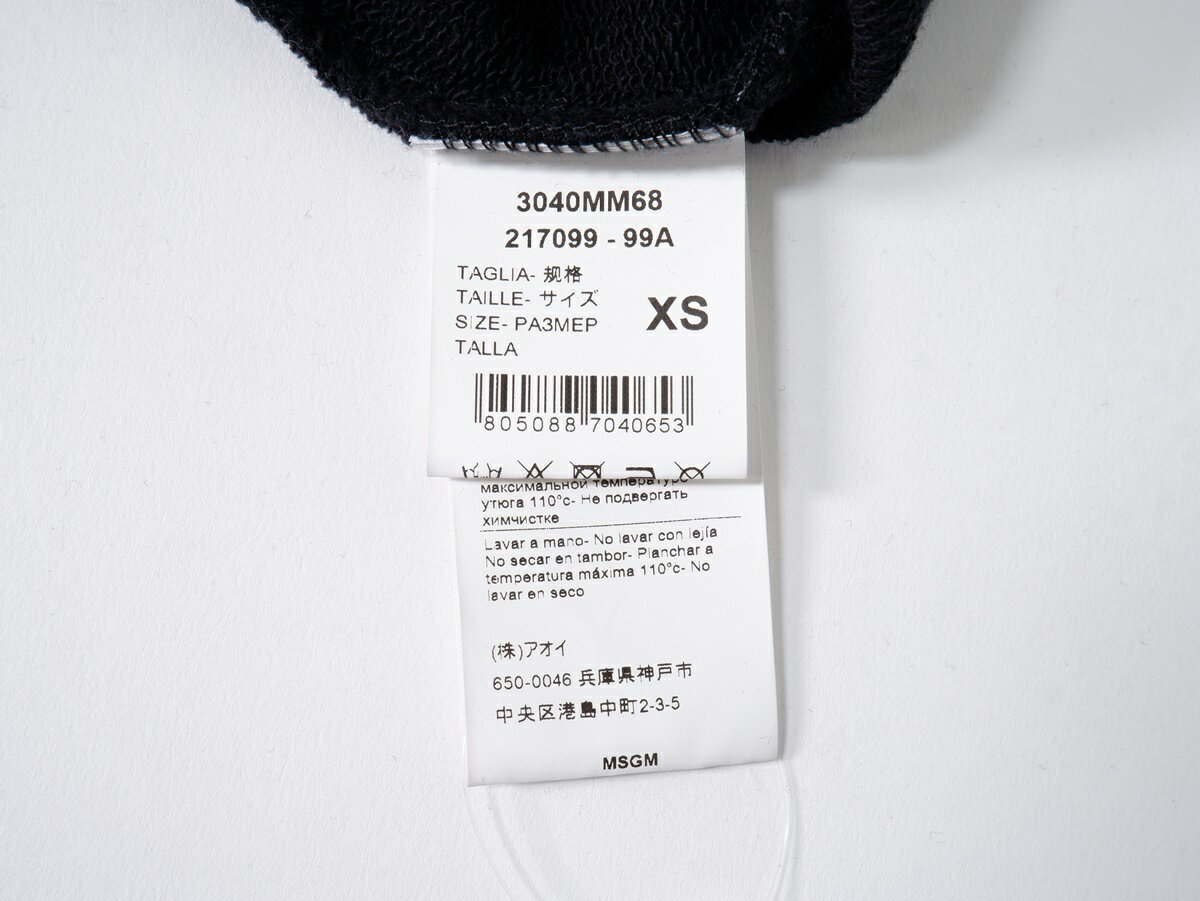 3040MM68
217099 - 99A
TAGLIA- 规格
TAILLE- サイズ
SIZE- РАЗМЕР
TALLA
XS
805088 7040653
максимальной температуре
утюга 110°c- Не подвергать
химчистке
Lavar a mano- No lavar con lejía
No secar en tambor- Planchar a
temperatura máxima 110°c- No
lavar en seco
(株)アオイ
650-0046 兵庫県神戸市
中央区港島中町2-3-5
MSGM